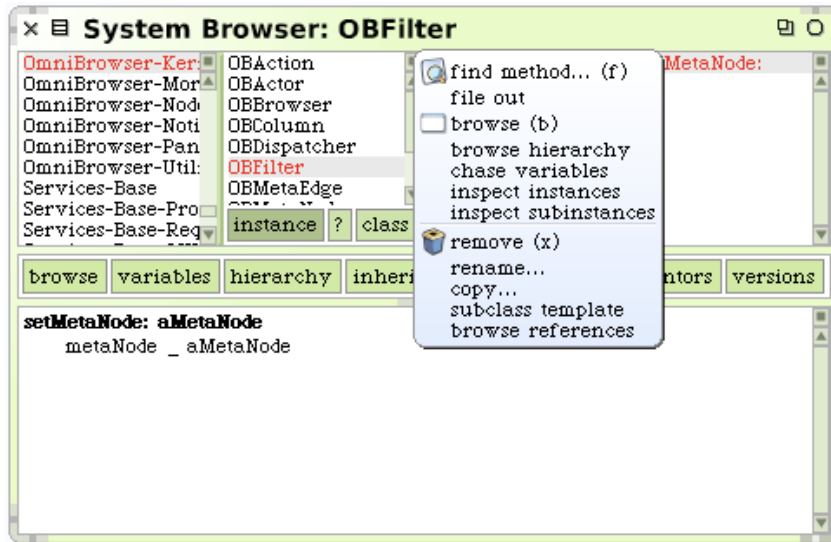 System Browser: OBFilter
OmniBrowser-Ker
OmniBrowser-Mor
OmniBrowser-Nod
OmniBrowser-Noti
OmniBrowser-Pan
OmniBrowser-Util
Services-Base
Services-Base-Pro
Services-Base-Req
OBAction
OBActor
OBBrowser
OBColumn
OBDispatcher
OBFilter
OBMetaEdge
instance
?
class
find method... (f)
file out
browse (b)
browse hierarchy
chase variables
inspect instances
inspect subinstances
remove (x)
rename...
copy...
subclass template
browse references
MetaNode:
browse
variables
hierarchy
inheri
ntors
versions
setMetaNode: aMetaNode
metaNode _ aMetaNode